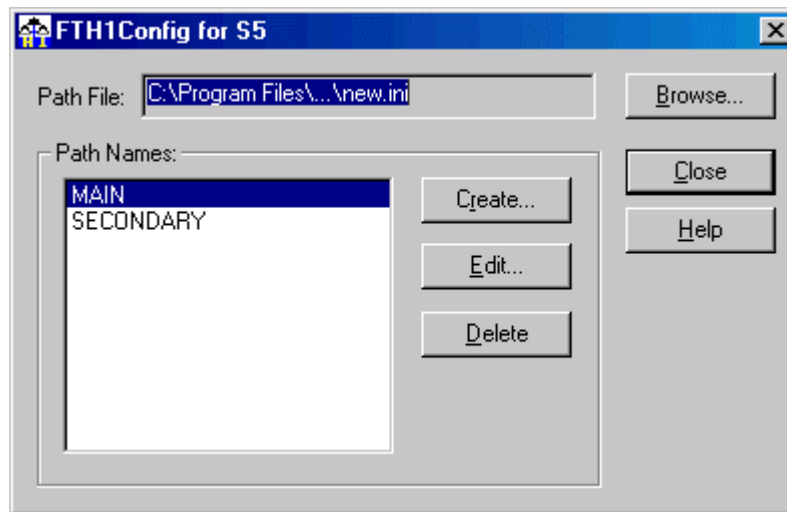 FTH1Config for S5
Path File: C:\Program Files\...\new.ini Browse...
Path Names:
MAIN
SECONDARY
Create...
Edit...
Delete
Close
Help